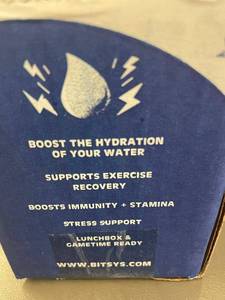 BOOST THE HYDRATION
OF YOUR WATER
SUPPORTS EXERCISE
RECOVERY
BOOSTS IMMUNITY + STAMINA
STRESS SUPPORT
LUNCHBOX &
GAMETIME READY
WWW.BITSYS.COM